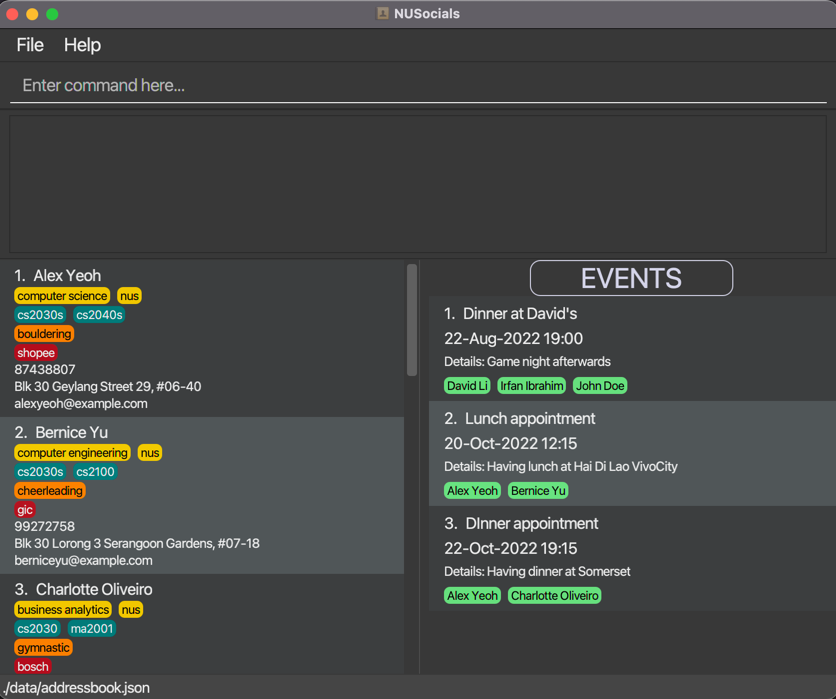 NUSocials
File Help
Enter command here...
1. Alex Yeoh
computer science nus
cs2030s cs2040s
bouldering
shopee
87438807
Blk 30 Geylang Street 29, #06-40
alexyeoh@example.com
2. Bernice Yu
computer engineering nus
cs2030s cs2100
cheerleading
gic
99272758
Blk 30 Lorong 3 Serangoon Gardens, #07-18
berniceyu@example.com
3. Charlotte Oliveiro
business analytics nus
cs2030 ma2001
gymnastic
bosch
EVENTS
1. Dinner at David's
22-Aug-2022 19:00
Details: Game night afterwards
David Li Irfan Ibrahim John Doe
2. Lunch appointment
20-Oct-2022 12:15
Details: Having lunch at Hai Di Lao VivoCity
Alex Yeoh Bernice Yu
3. DInner appointment
22-Oct-2022 19:15
Details: Having dinner at Somerset
Alex Yeoh Charlotte Oliveiro
./data/addressbook.json